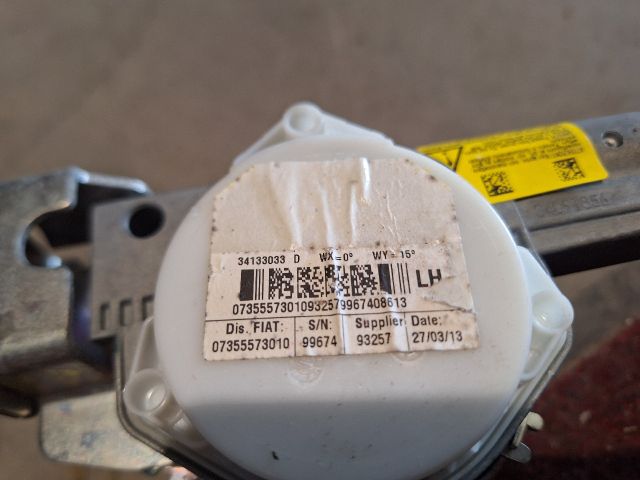 34133033 D WX=0° WY=15°
LH
07355573010932579967408613
Dis. FIAT: S/N: Supplier Date:
07355573010 99674 93257 27/03/13